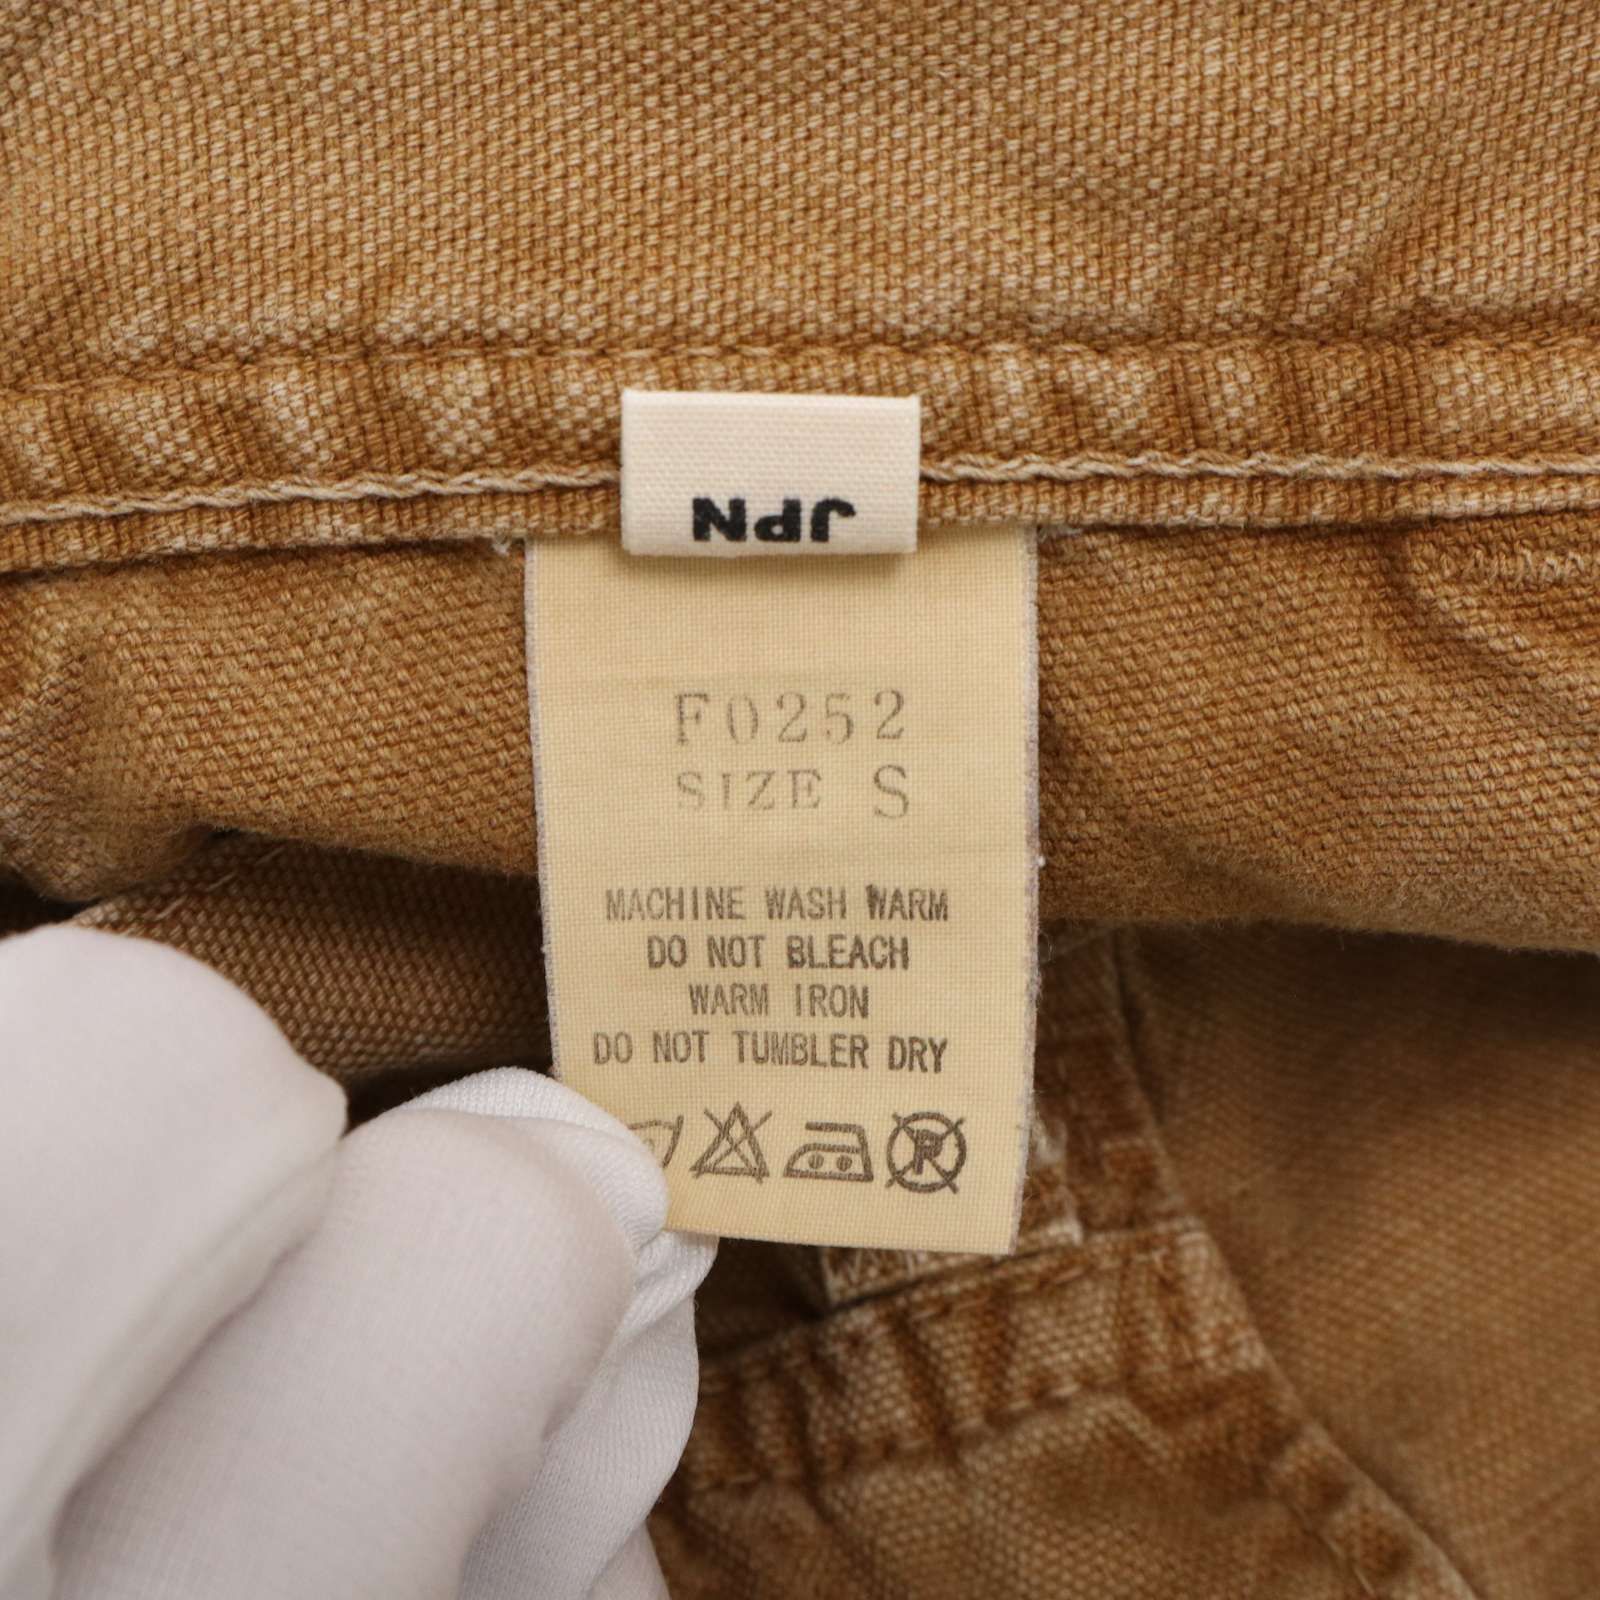 JPN
F0252
SIZE S
MACHINE WASH WARM
DO NOT BLEACH
WARM IRON
DO NOT TUMBLER DRY
P